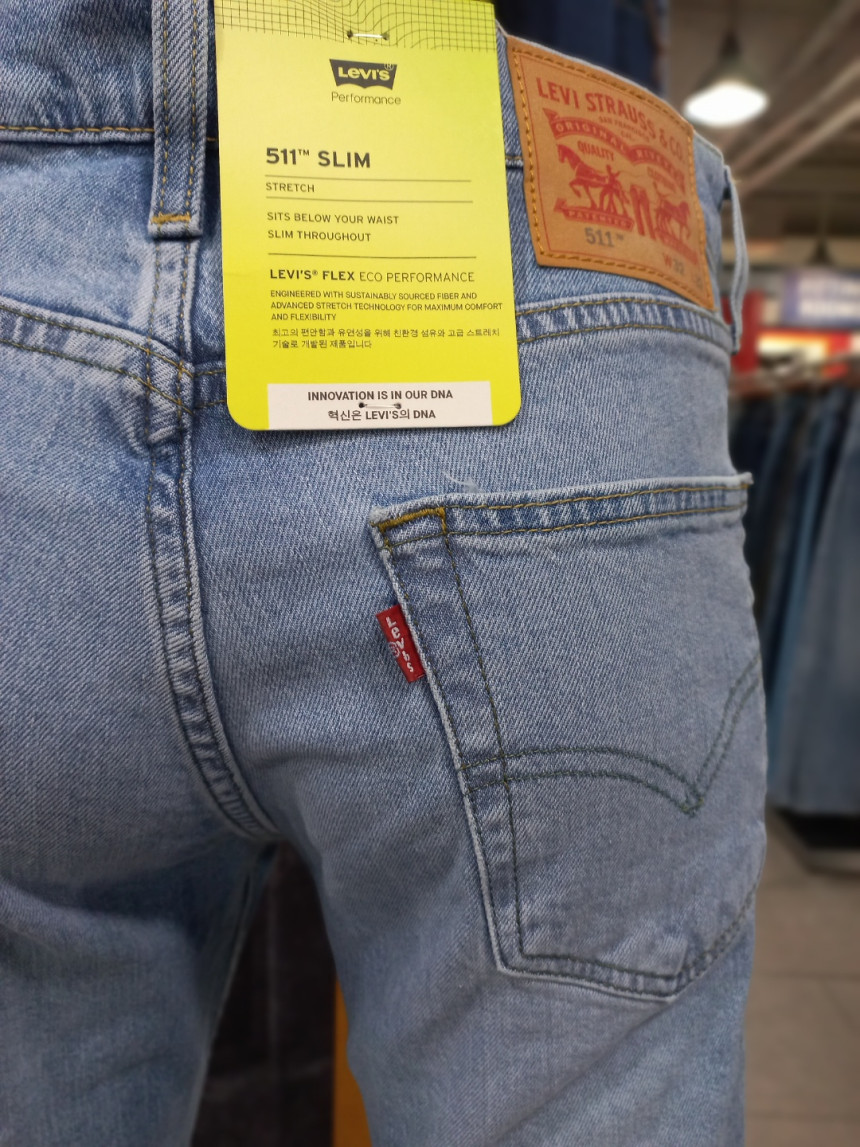 LEVI'S®
Performance
511™ SLIM
STRETCH
SITS BELOW YOUR WAIST
SLIM THROUGHOUT
LEVI'S® FLEX ECO PERFORMANCE
ENGINEERED WITH SUSTAINABLY SOURCED FIBER AND
ADVANCED STRETCH TECHNOLOGY FOR MAXIMUM COMFORT
AND FLEXIBILITY
최고의 편안함과 유연성을 위해 친환경 섬유와 고급 스트레치
기술로 개발된 제품입니다
INNOVATION IS IN OUR DNA
혁신은 LEVI'S의 DNA
LEVI STRAUSS & CO.
ORIGINAL RIVETED
QUALITY
PATENTED
511™
Levi's